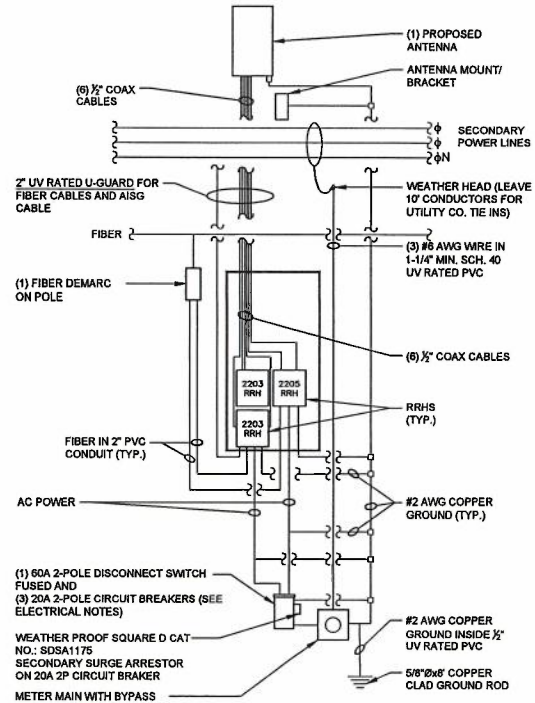 (1) PROPOSED
ANTENNA
ANTENNA MOUNT/
BRACKET
(6) ½" COAX
CABLES
ϕ
ϕ
ϕN
SECONDARY
POWER LINES
2" UV RATED U-GUARD FOR
FIBER CABLES AND AISG
CABLE
WEATHER HEAD (LEAVE
10' CONDUCTORS FOR
UTILITY CO. TIE INS)
FIBER
(3) #6 AWG WIRE IN
1-1/4" MIN. SCH. 40
UV RATED PVC
(1) FIBER DEMARC
ON POLE
(6) ½" COAX CABLES
2203
RRH
2205
RRH
2203
RRH
RRHS
(TYP.)
FIBER IN 2" PVC
CONDUIT (TYP.)
AC POWER
#2 AWG COPPER
GROUND (TYP.)
(1) 60A 2-POLE DISCONNECT SWITCH
FUSED AND
(3) 20A 2-POLE CIRCUIT BREAKERS (SEE
ELECTRICAL NOTES)
WEATHER PROOF SQUARE D CAT
NO.: SDSA1175
SECONDARY SURGE ARRESTOR
ON 20A 2P CIRCUIT BRAKER
METER MAIN WITH BYPASS
#2 AWG COPPER
GROUND INSIDE ½"
UV RATED PVC
5/8"Øx8' COPPER
CLAD GROUND ROD